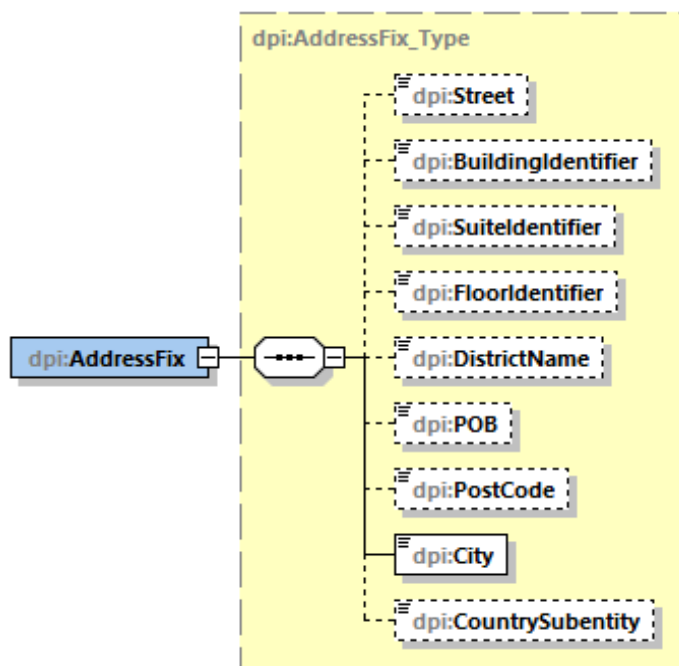 dpi:AddressFix_Type
dpi:Street
dpi:BuildingIdentifier
dpi:SuiteIdentifier
dpi:FloorIdentifier
dpi:AddressFix
dpi:DistrictName
dpi:POB
dpi:PostCode
dpi:City
dpi:CountrySubentity